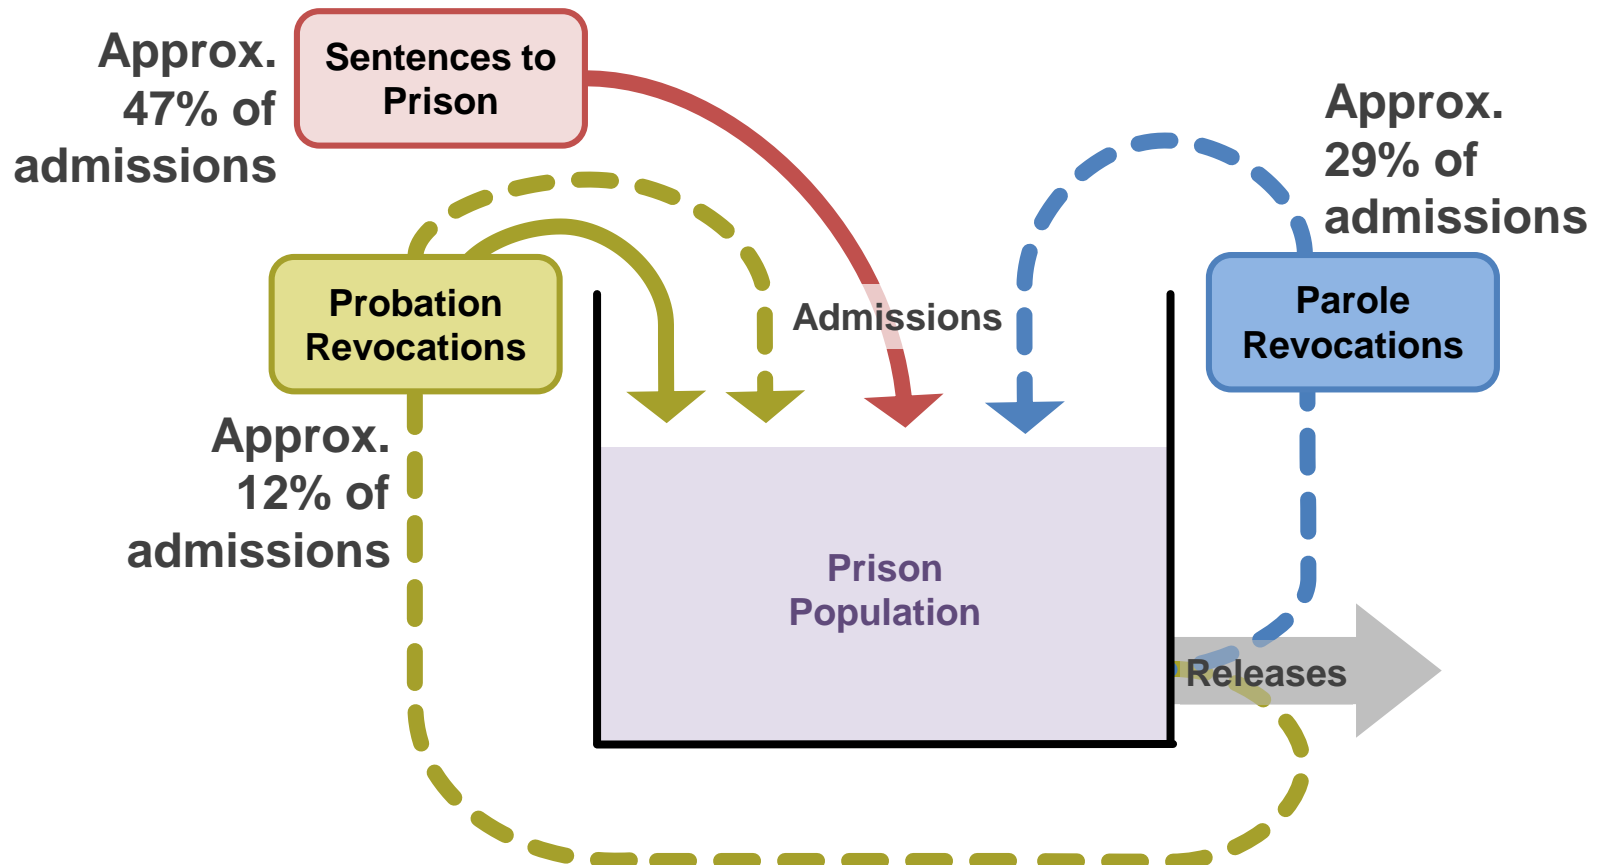 Approx.
47% of
admissions
Sentences to
Prison
Approx.
29% of
admissions
Probation
Revocations
Admissions
Parole
Revocations
Approx.
12% of
admissions
Prison
Population
Releases